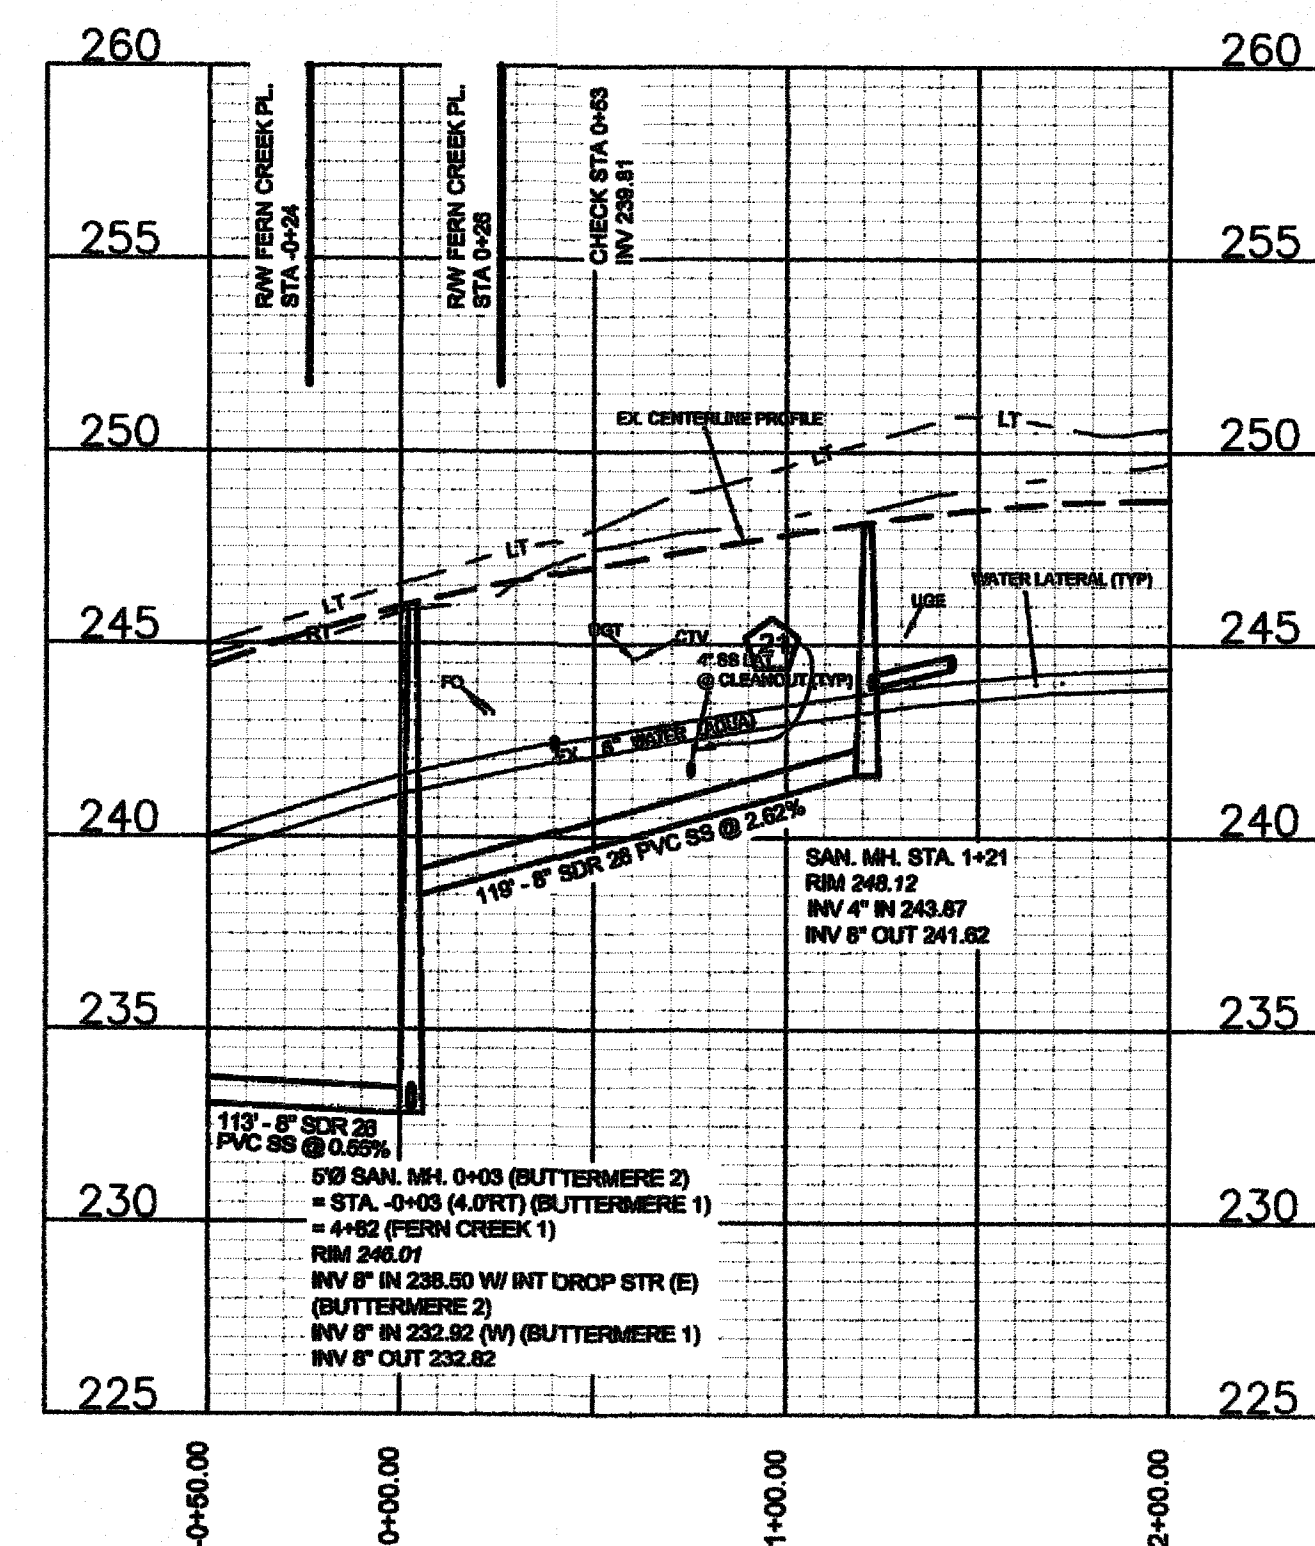 260
260
R/W FERN CREEK PL.
STA -0+24
R/W FERN CREEK PL.
STA 0+26
CHECK STA 0+53
INV 239.81
255
255
EX. CENTERLINE PROFILE
LT
250
250
LT
LT
LT
RT
WATER LATERAL (TYP)
UGE
245
245
UGT
CTV
21
4" SS LAT.
@ CLEANOUT (TYP)
FO
EX. 8" WATER (AQUA)
240
240
119' - 8" SDR 26 PVC SS @ 2.62%
SAN. MH. STA. 1+21
RIM 248.12
INV 4" IN 243.87
INV 8" OUT 241.62
235
235
113' - 8" SDR 26
PVC SS @ 0.55%
5'Ø SAN. MH. 0+03 (BUTTERMERE 2)
= STA. -0+03 (4.0'RT) (BUTTERMERE 1)
= 4+62 (FERN CREEK 1)
RIM 246.01
INV 8" IN 238.50 W/ INT DROP STR (E)
(BUTTERMERE 2)
INV 8" IN 232.92 (W) (BUTTERMERE 1)
INV 8" OUT 232.82
230
230
225
225
-0+50.00
0+00.00
1+00.00
2+00.00